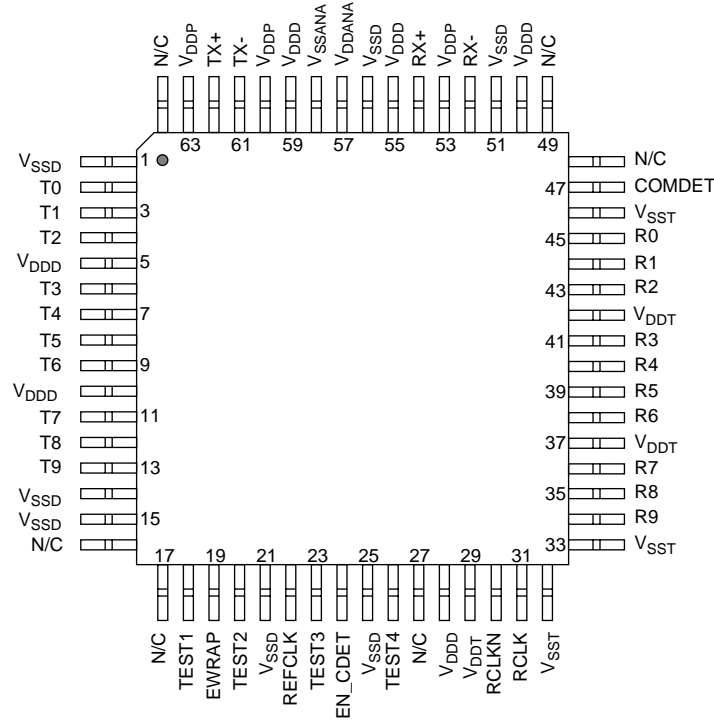 N/C VDDP TX+ TX- VDDP VDDD VSSANA VDDANA VSSD VDDD RX+ VDDP RX- VSSD VDDD N/C
63 61 59 57 55 53 51 49
VSSD 1 N/C
T0 47 COMDET
T1 3 VSST
T2 45 R0
VDDD 5 R1
T3 43 R2
T4 7 VDDT
T5 41 R3
T6 9 R4
VDDD 39 R5
T7 11 R6
T8 37 VDDT
T9 13 R7
VSSD 35 R8
VSSD 15 R9
N/C 33 VSST
17 19 21 23 25 27 29 31
N/C TEST1 EWRAP TEST2 VSSD REFCLK TEST3 EN_CDET VSSD TEST4 N/C VDDD VDDT RCLKN RCLK VSST